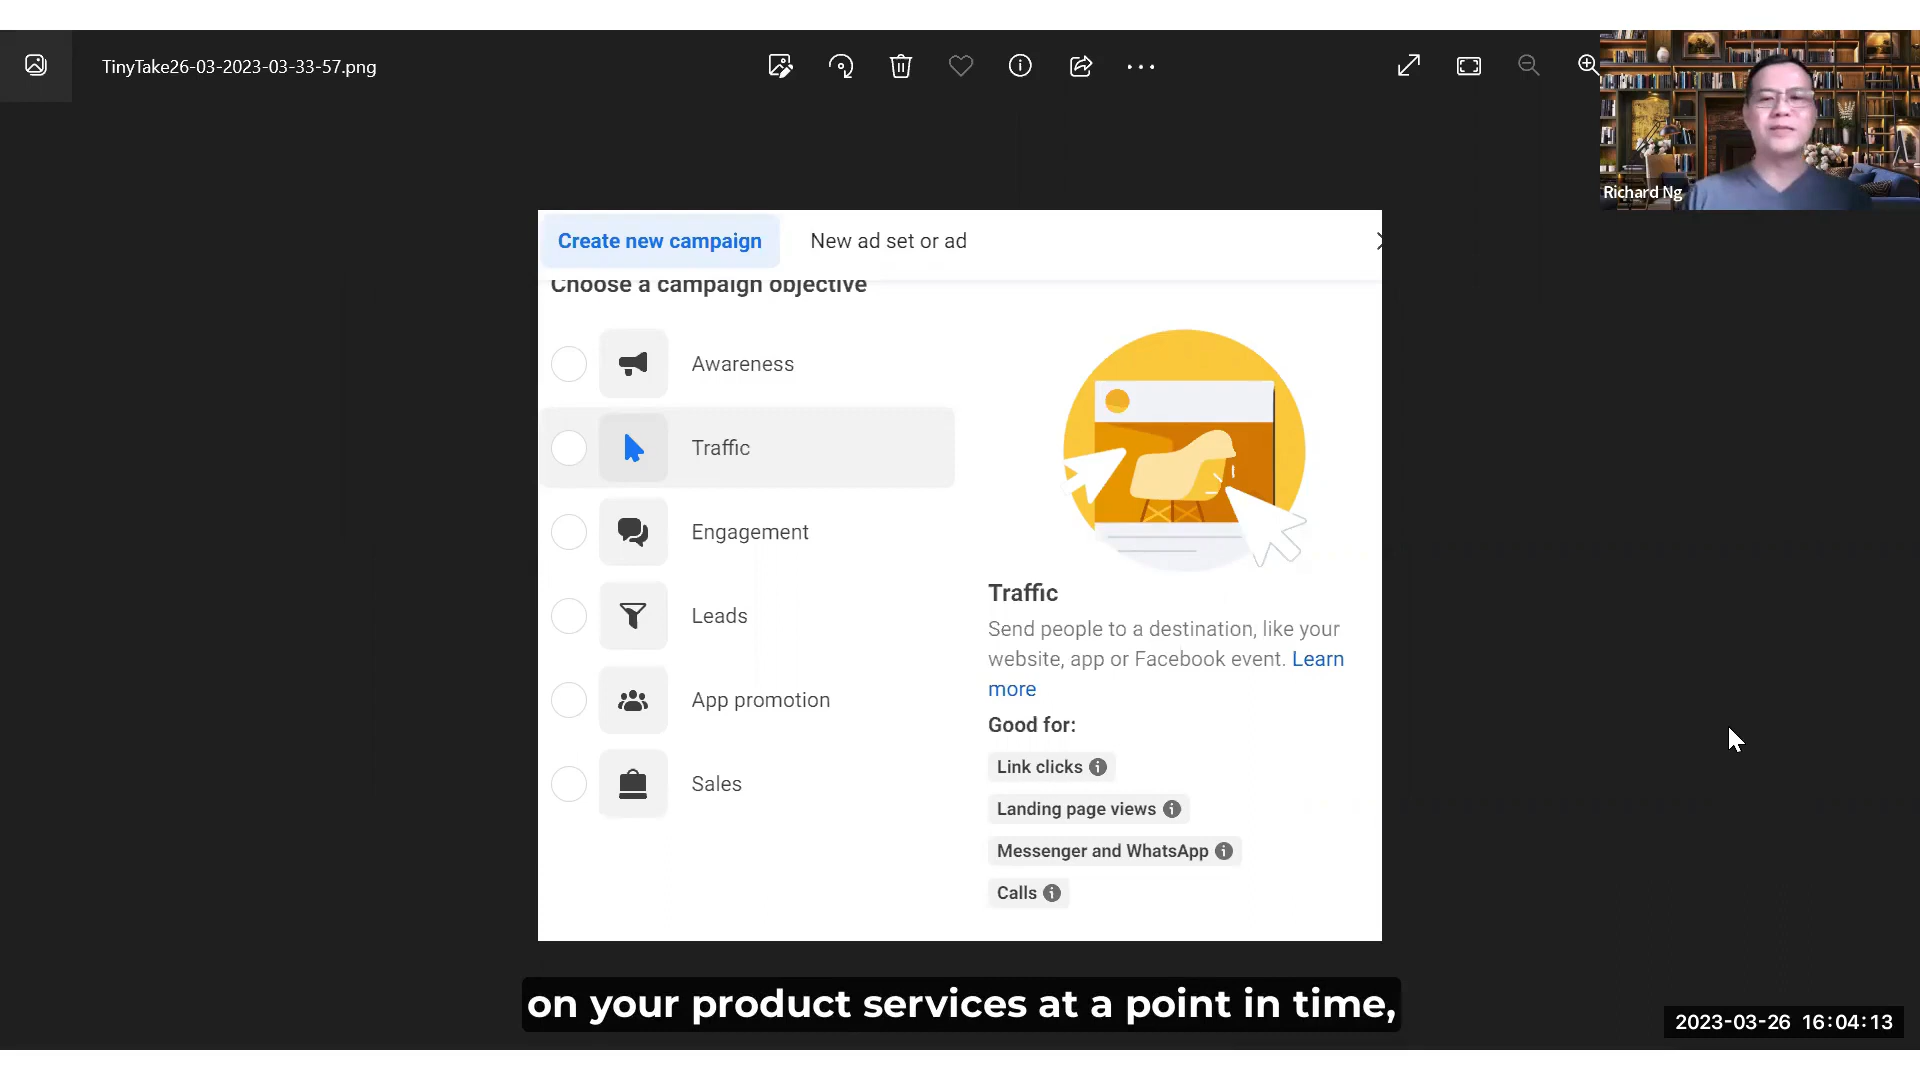 TinyTake26-03-2023-03-33-57.png
Richard Ng
Create new campaign
New ad set or ad
Choose a campaign objective
Awareness
Traffic
Engagement
Leads
App promotion
Sales
Traffic
Send people to a destination, like your
website, app or Facebook event. Learn
more
Good for:
Link clicks
Landing page views
Messenger and WhatsApp
Calls
on your product services at a point in time,
2023-03-26 16:04:13